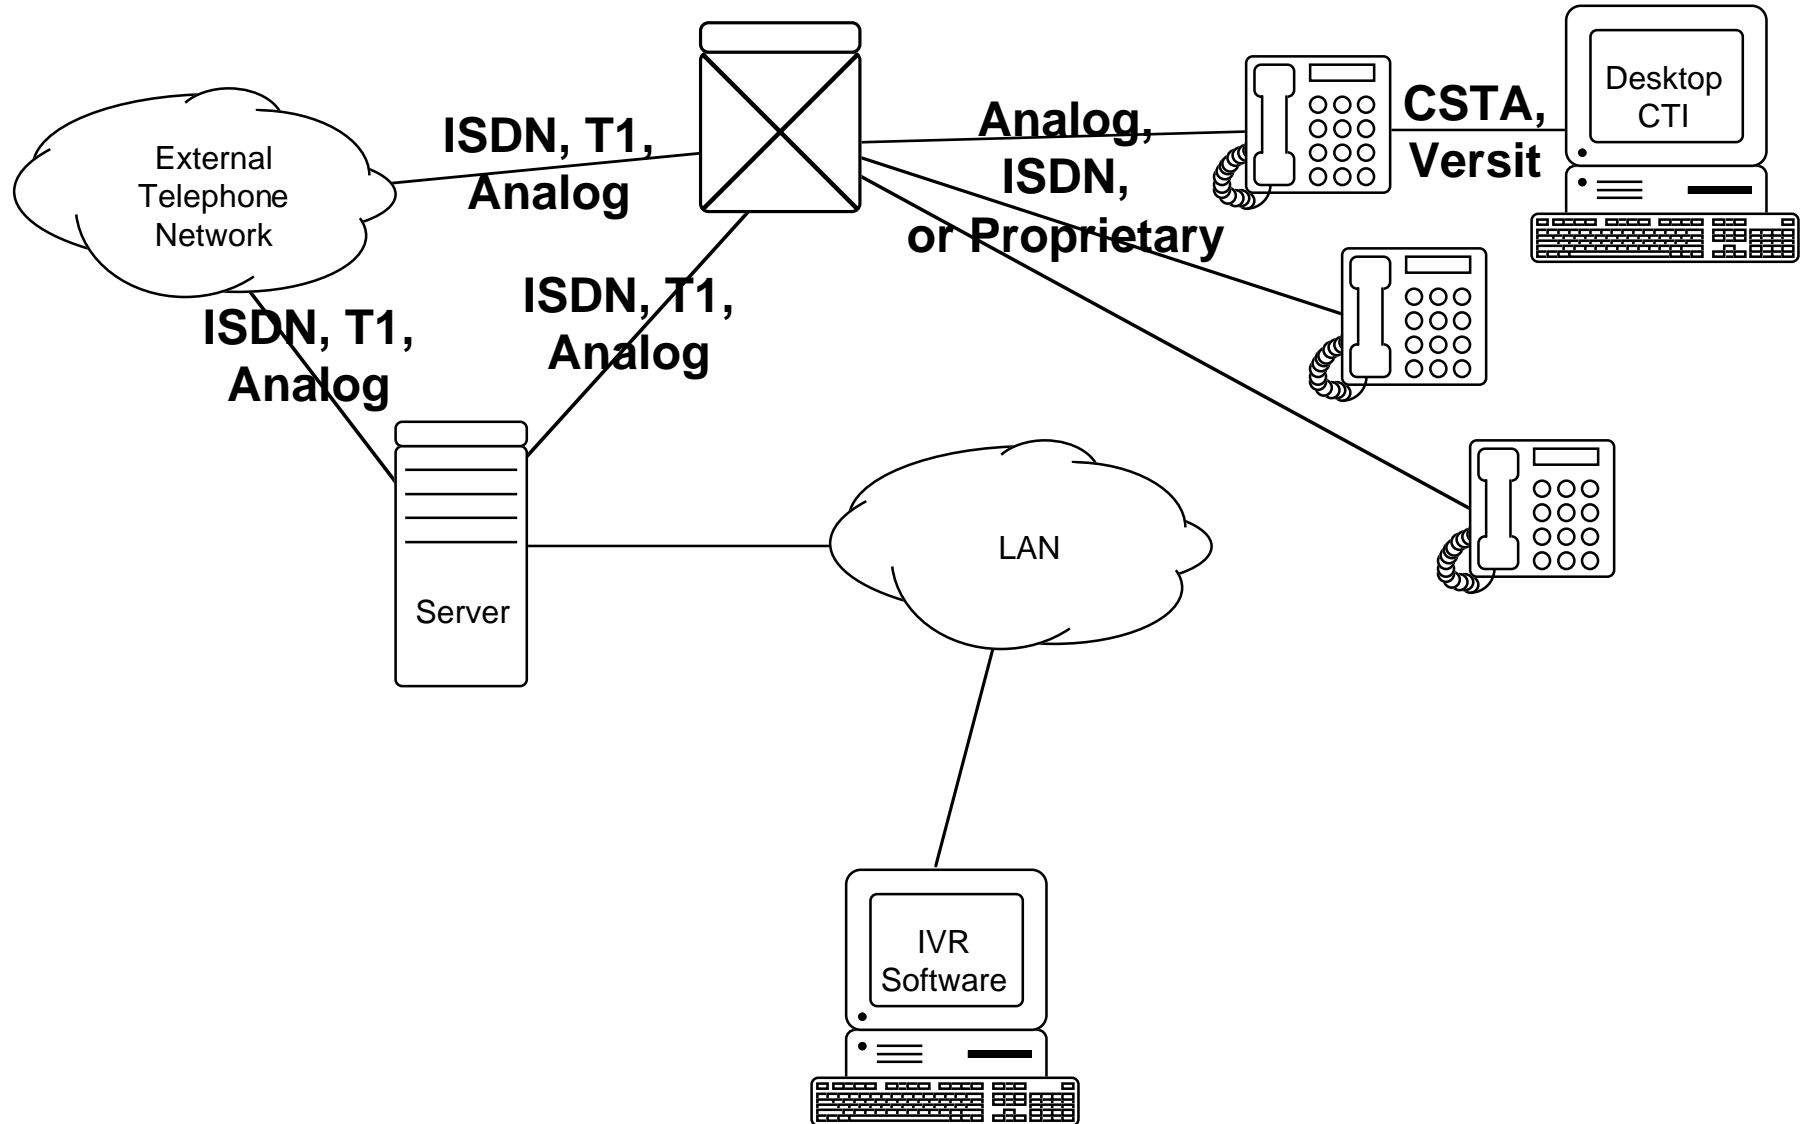 External
Telephone
Network
ISDN, T1,
Analog
Analog,
ISDN,
or Proprietary
CSTA,
Versit
Desktop
CTI
ISDN, T1,
Analog
ISDN, T1,
Analog
Server
LAN
IVR
Software